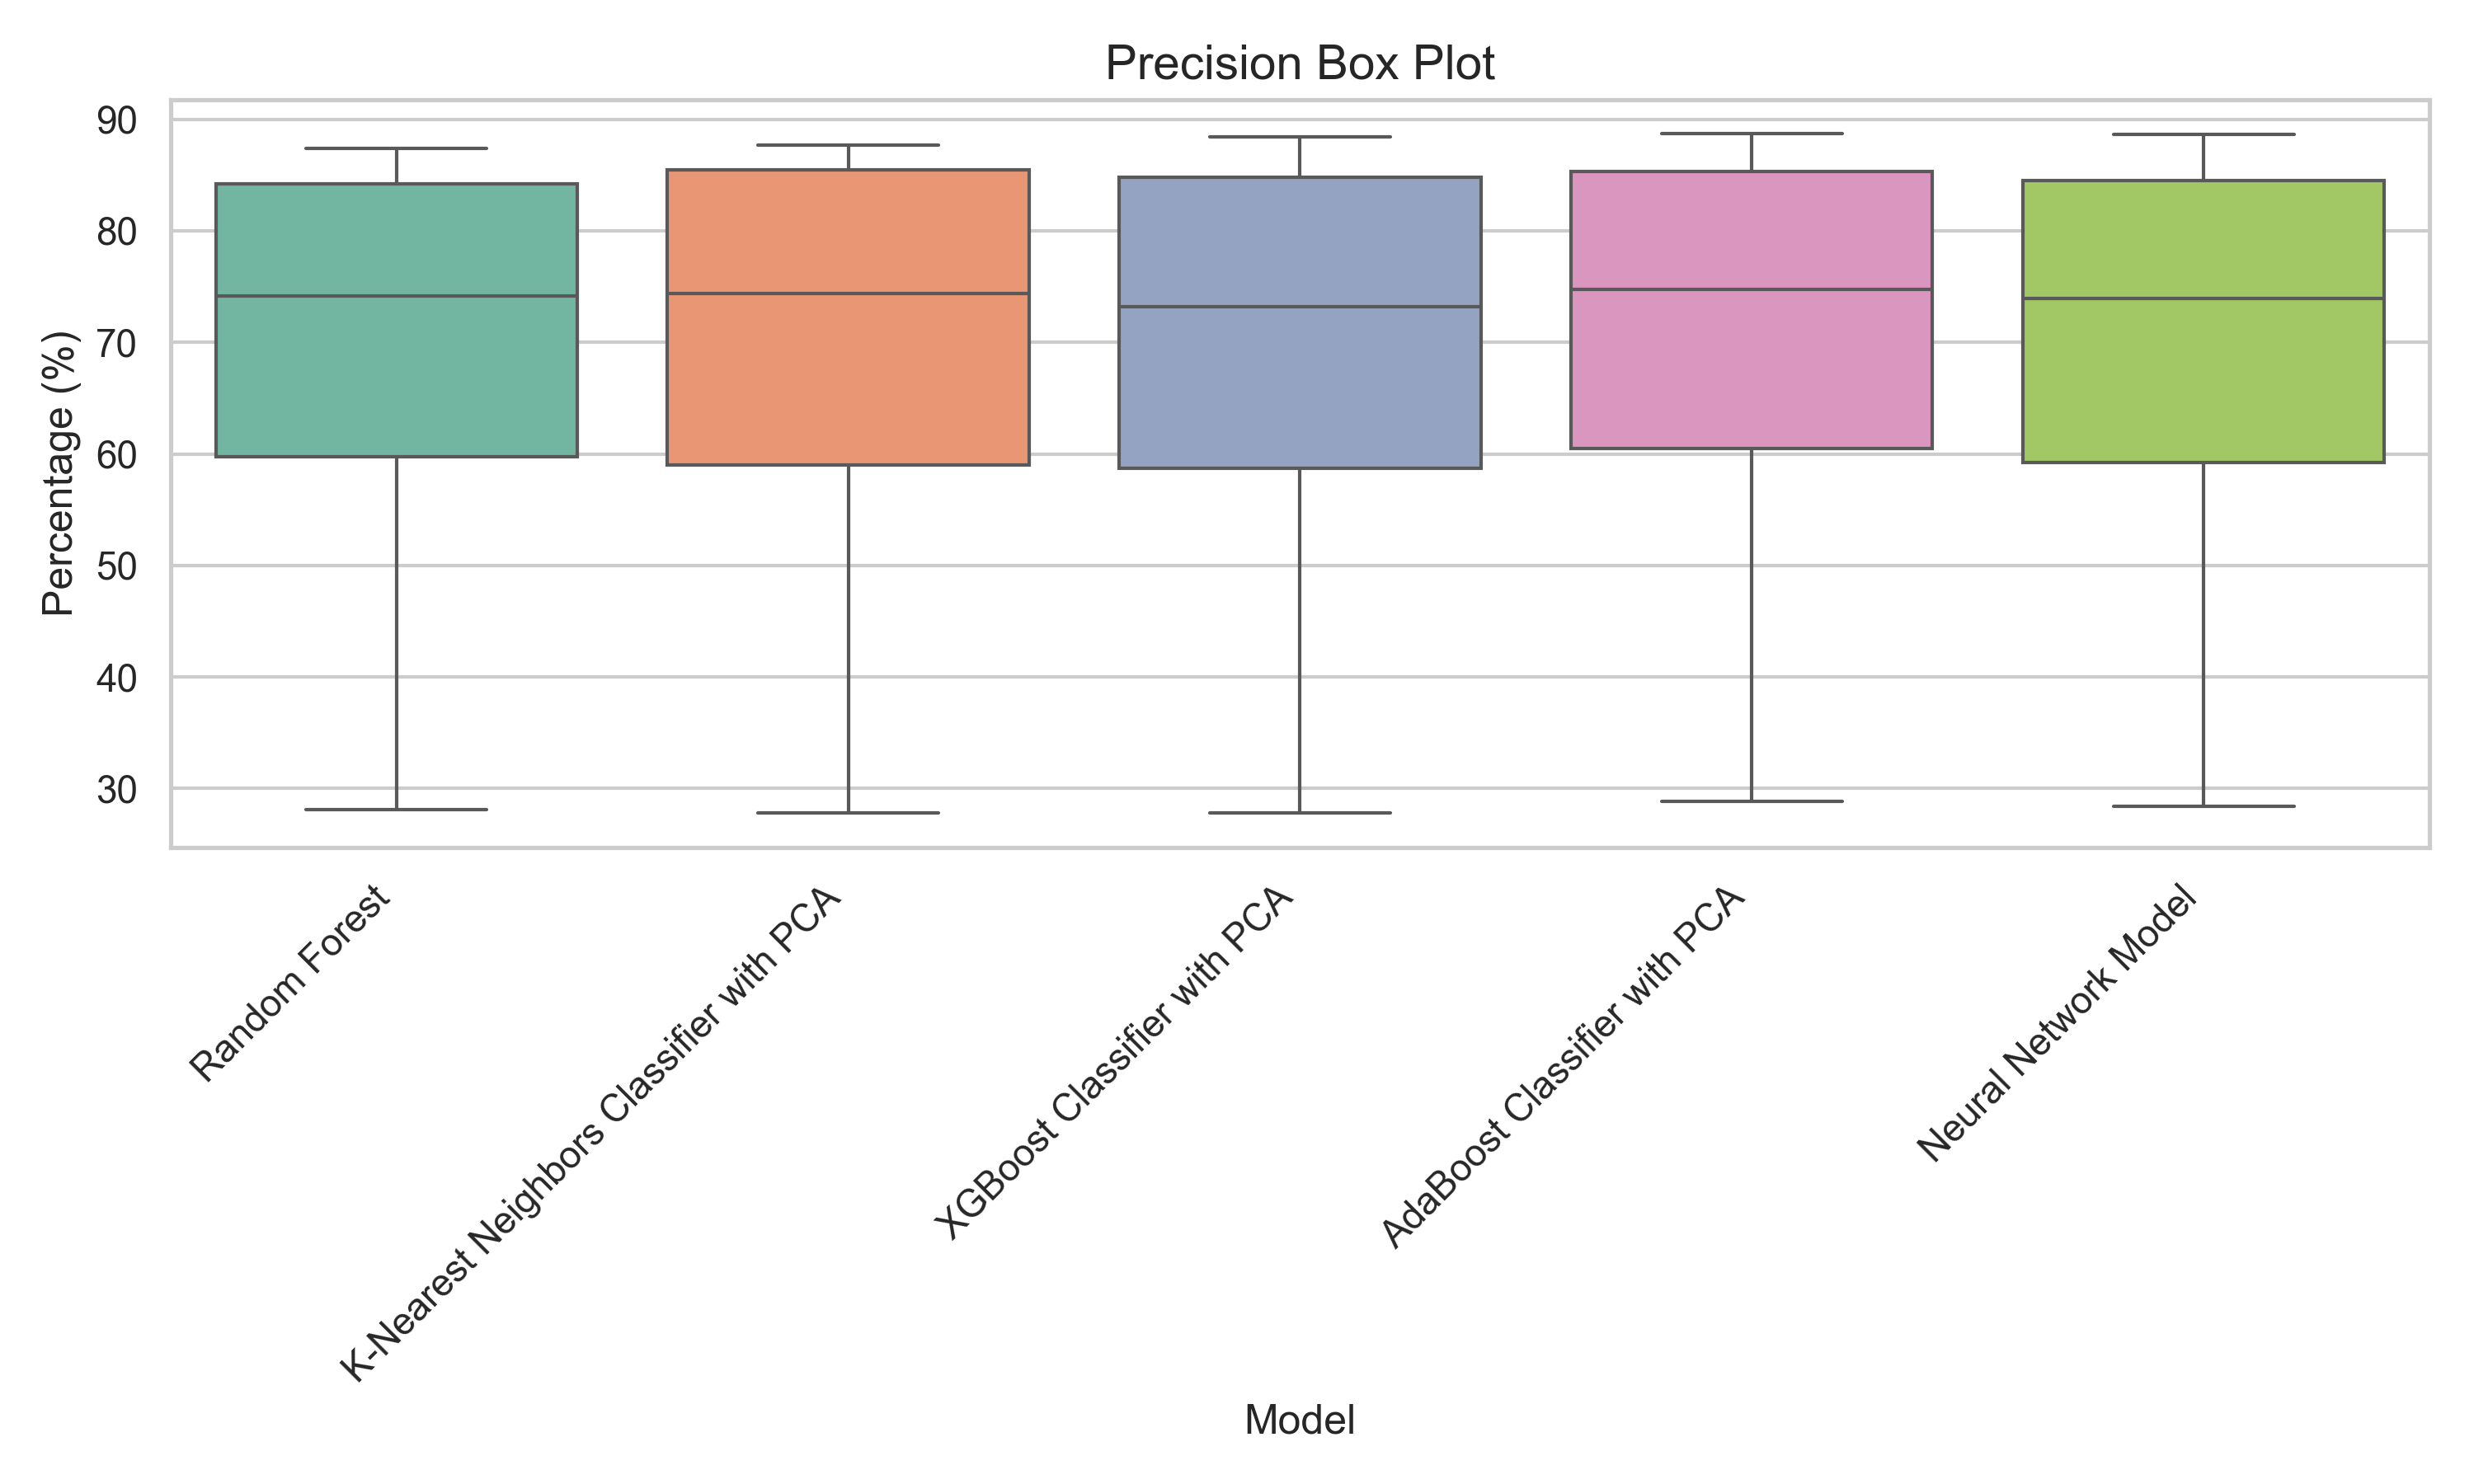 Precision Box Plot
Percentage (%)
90
80
70
60
50
40
30
Random Forest
K-Nearest Neighbors Classifier with PCA
XGBoost Classifier with PCA
AdaBoost Classifier with PCA
Neural Network Model
Model